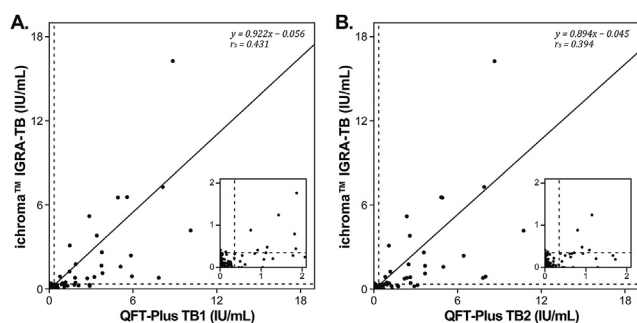 A.
y = 0.922x − 0.056
rs = 0.431
ichroma™ IGRA-TB (IU/mL)
18
12
6
0
0
6
12
18
QFT-Plus TB1 (IU/mL)
2
1
0
0
1
2
B.
y = 0.894x − 0.045
rs = 0.394
ichroma™ IGRA-TB (IU/mL)
18
12
6
0
0
6
12
18
QFT-Plus TB2 (IU/mL)
2
1
0
0
1
2